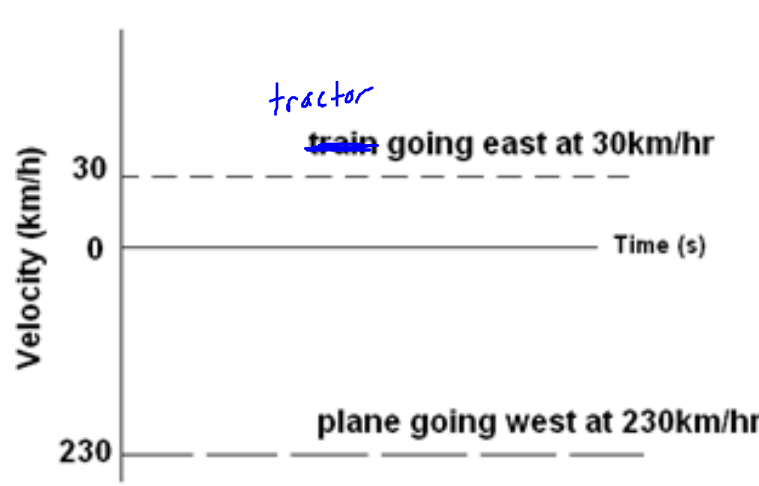 tractor
train going east at 30km/hr
30
Velocity (km/h)
0
Time (s)
plane going west at 230km/hr
230